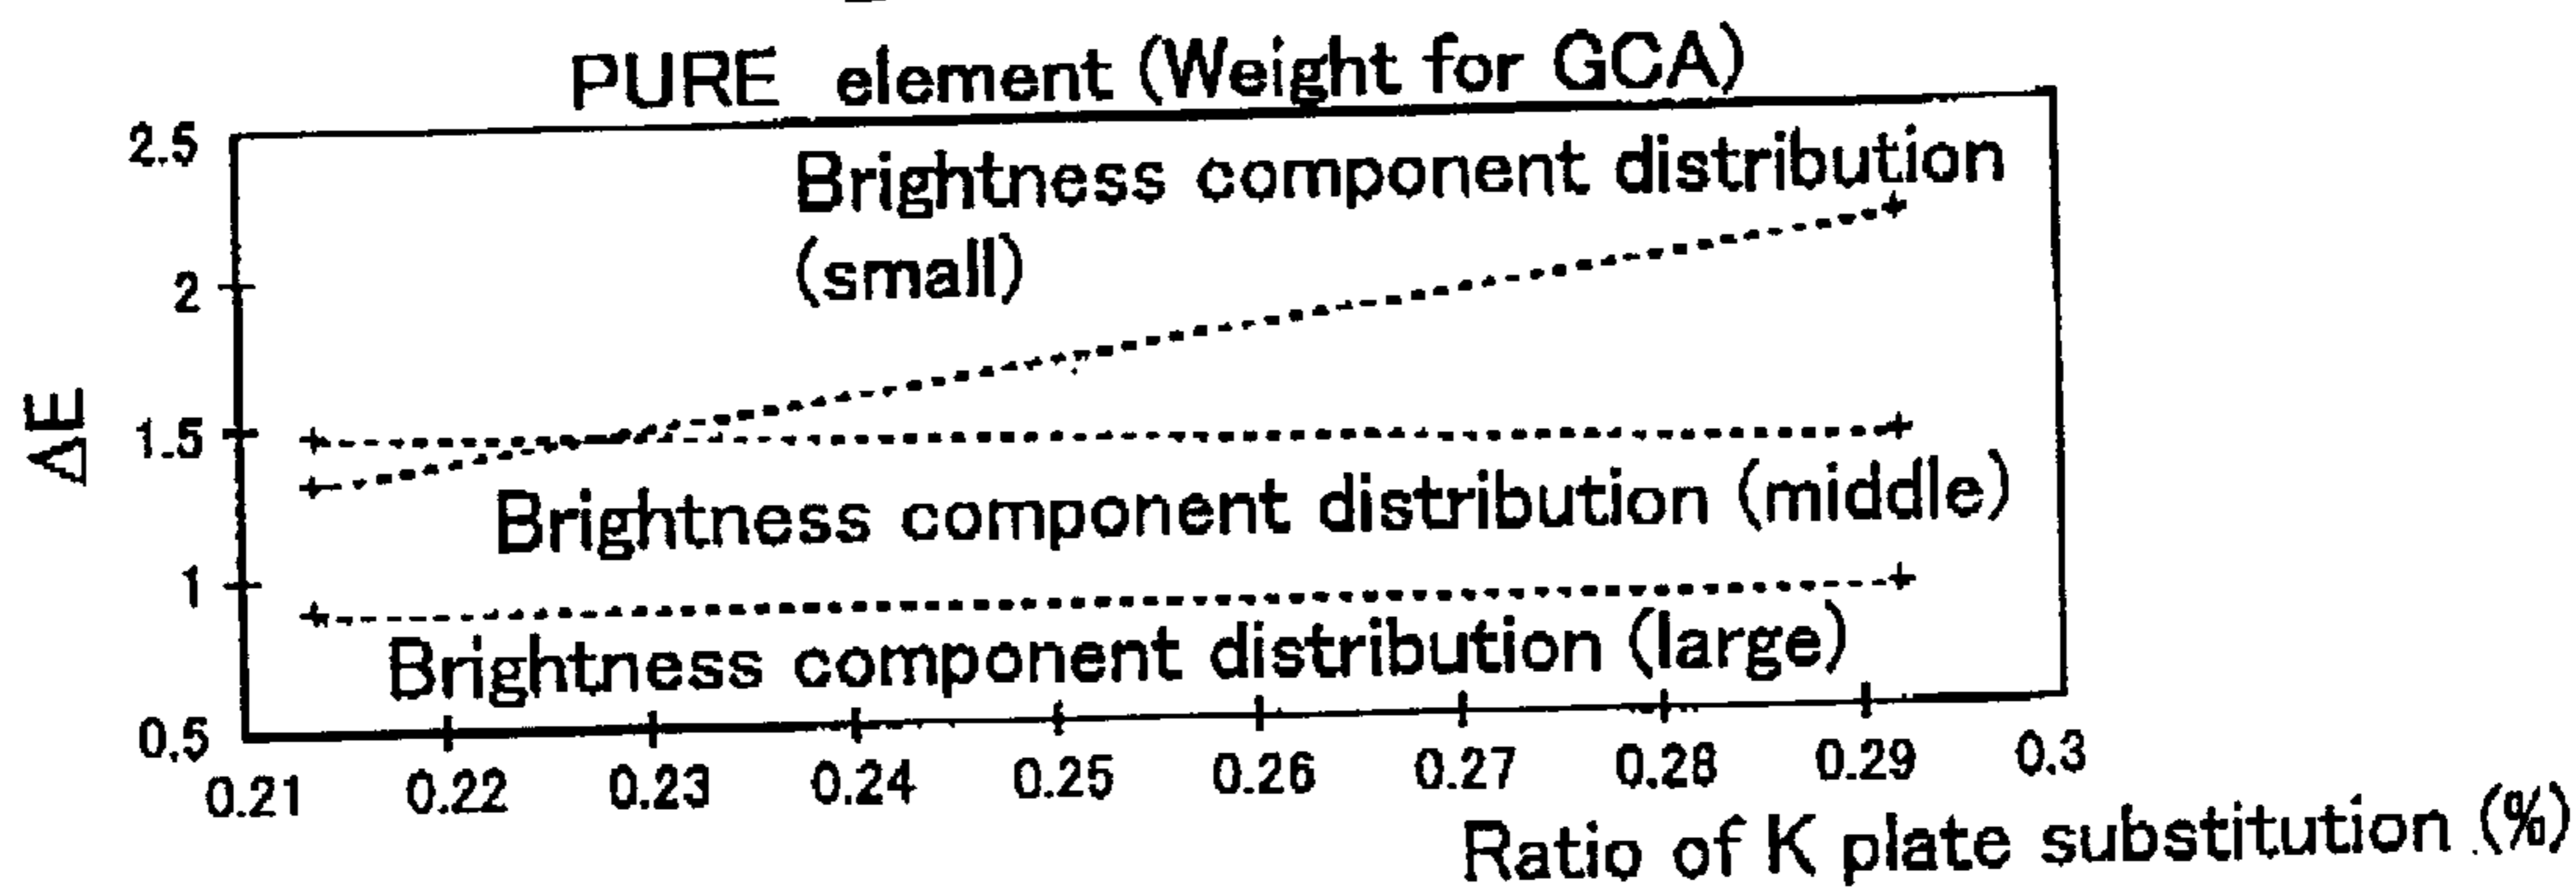 PURE element (Weight for GCA)
2.5
Brightness component distribution
(small)
2
ΔE
1.5
Brightness component distribution (middle)
1
Brightness component distribution (large)
0.5
0.21 0.22 0.23 0.24 0.25 0.26 0.27 0.28 0.29 0.3
Ratio of K plate substitution (%)